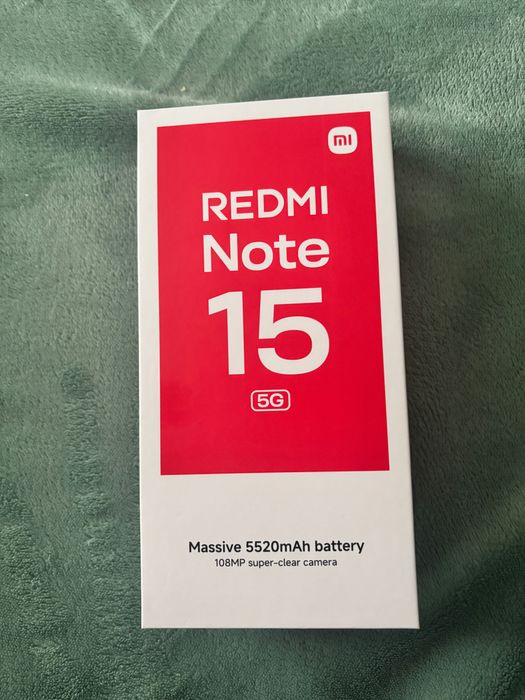 mi
REDMI
Note
15
5G
Massive 5520mAh battery
108MP super-clear camera